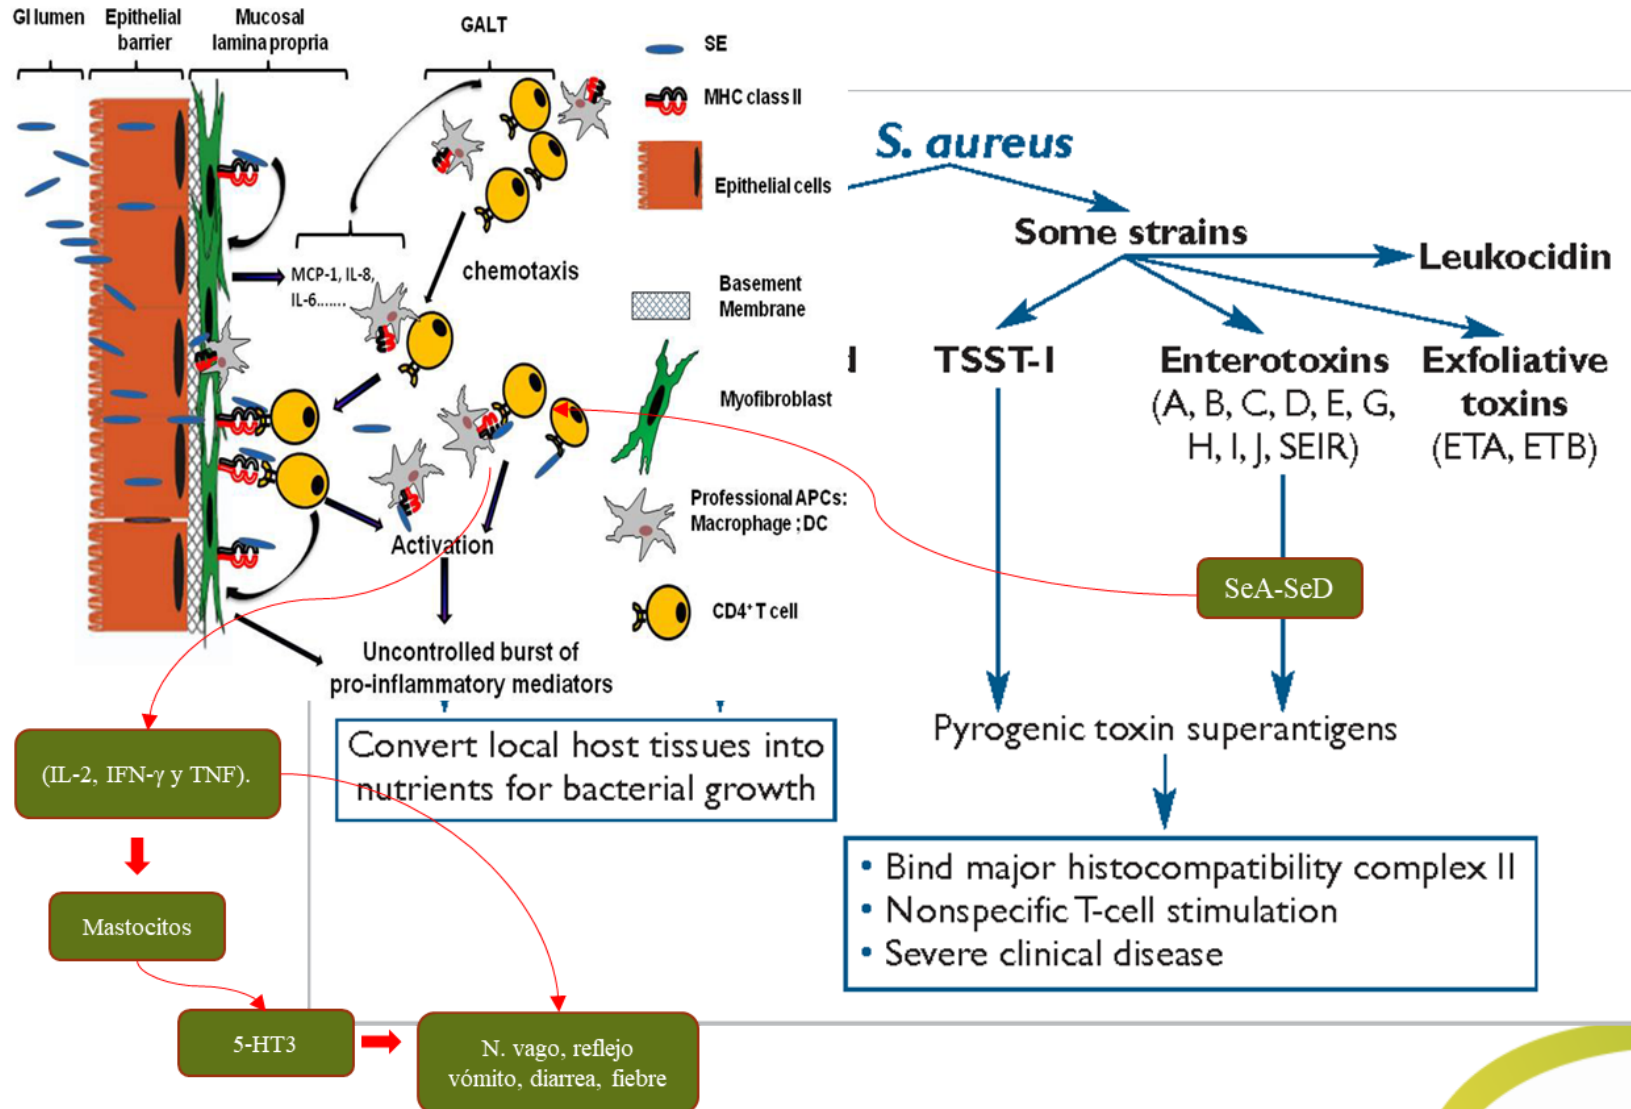 GI lumen
Epithelial
barrier
Mucosal
lamina propria
GALT
SE
MHC class II
Epithelial cells
MCP-1, IL-8,
IL-6.......
chemotaxis
Basement
Membrane
Myofibroblast
Professional APCs:
Macrophage ; DC
Activation
CD4+ T cell
Uncontrolled burst of
pro-inflammatory mediators
S. aureus
Some strains
Leukocidin
d
TSST-I
Enterotoxins
(A, B, C, D, E, G,
H, I, J, SEIR)
Exfoliative
toxins
(ETA, ETB)
SeA-SeD
Pyrogenic toxin superantigens
Convert local host tissues into
nutrients for bacterial growth
• Bind major histocompatibility complex II
• Nonspecific T-cell stimulation
• Severe clinical disease
(IL-2, IFN-γ y TNF).
Mastocitos
5-HT3
N. vago, reflejo
vómito, diarrea, fiebre